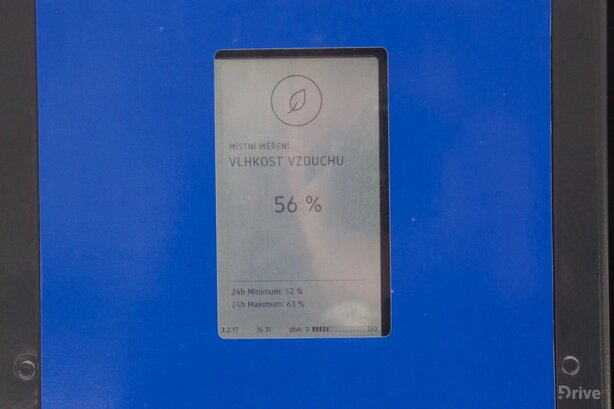 MÍSTNÍ MĚŘENÍ
VLHKOST VZDUCHU
56 %
24h Minimum: 52 %
24h Maximum: 63 %
3.2.17 14:31 dbA: 0 150
Drive